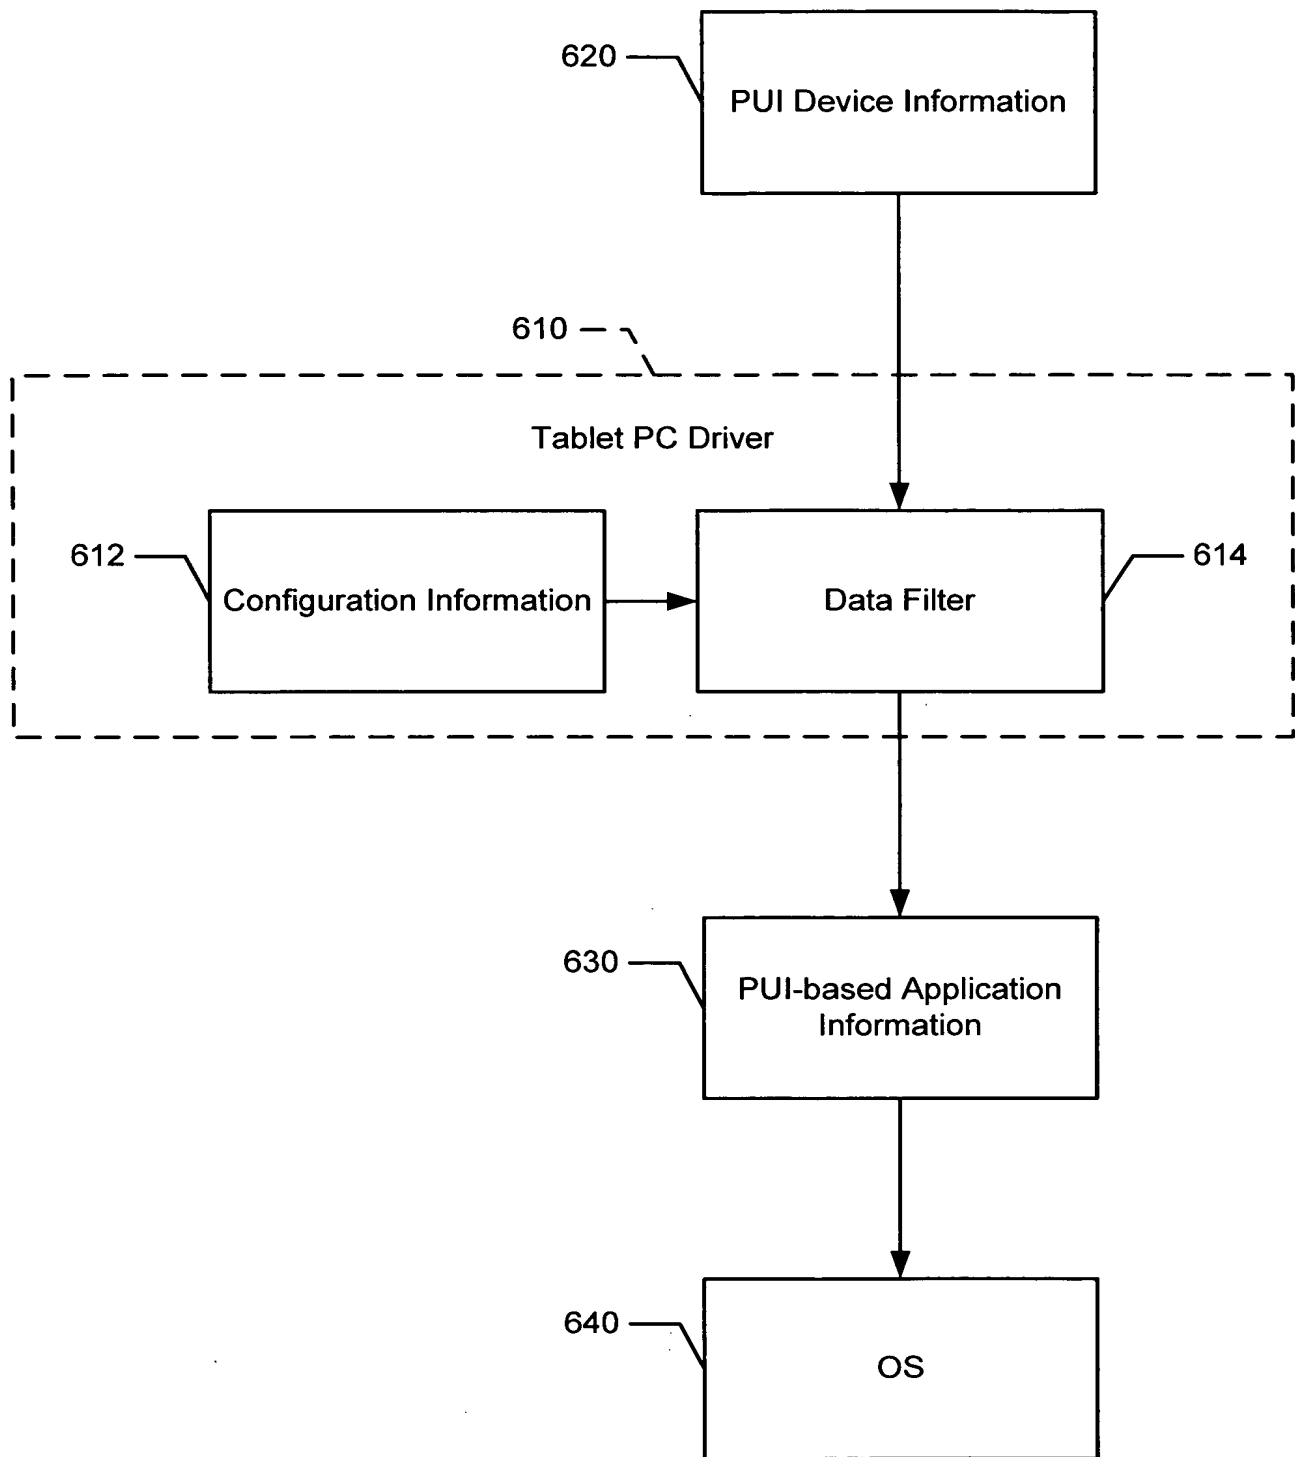 620
PUI Device Information
610
Tablet PC Driver
612
Configuration Information
Data Filter
614
630
PUI-based Application
Information
640
OS